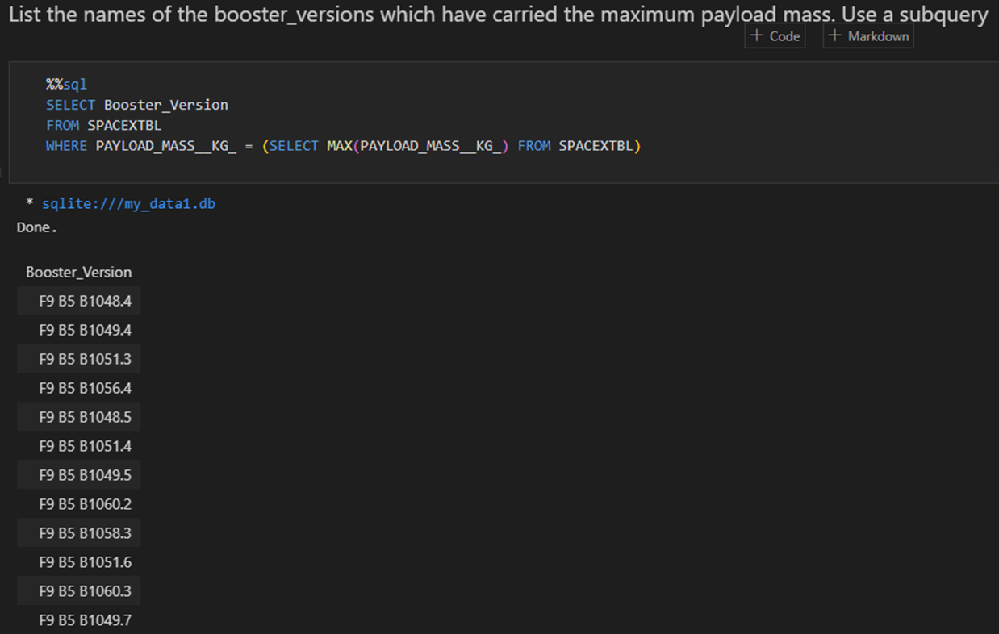 List the names of the booster_versions which have carried the maximum payload mass. Use a subquery
+ Code + Markdown
%%sql
SELECT Booster_Version
FROM SPACEXTBL
WHERE PAYLOAD_MASS__KG_ = (SELECT MAX(PAYLOAD_MASS__KG_) FROM SPACEXTBL)
* sqlite:///my_data1.db
Done.
Booster_Version
F9 B5 B1048.4
F9 B5 B1049.4
F9 B5 B1051.3
F9 B5 B1056.4
F9 B5 B1048.5
F9 B5 B1051.4
F9 B5 B1049.5
F9 B5 B1060.2
F9 B5 B1058.3
F9 B5 B1051.6
F9 B5 B1060.3
F9 B5 B1049.7